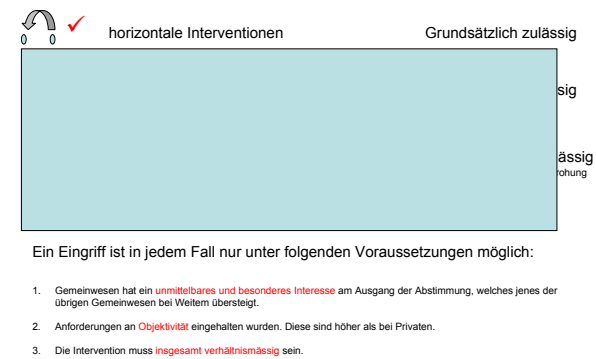 horizontale Interventionen Grundsätzlich zulässig
sig
ässig
rohung
Ein Eingriff ist in jedem Fall nur unter folgenden Voraussetzungen möglich:
1. Gemeinwesen hat ein unmittelbares und besonderes Interesse am Ausgang der Abstimmung, welches jenes der
übrigen Gemeinwesen bei Weitem übersteigt.
2. Anforderungen an Objektivität eingehalten wurden. Diese sind höher als bei Privaten.
3. Die Intervention muss insgesamt verhältnismässig sein.